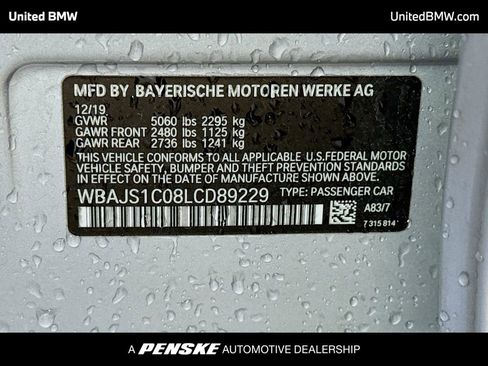 United BMW
UnitedBMW.com
MFD BY BAYERISCHE MOTOREN WERKE AG
12/19
GVWR 5060 lbs 2295 kg
GAWR FRONT 2480 lbs 1125 kg
GAWR REAR 2736 lbs 1241 kg
THIS VEHICLE CONFORMS TO ALL APPLICABLE U.S.FEDERAL MOTOR
VEHICLE SAFETY, BUMPER, AND THEFT PREVENTION STANDARDS
IN EFFECT ON THE DATE OF MANUFACTURE SHOWN ABOVE.
WBAJS1C08LCD89229 TYPE: PASSENGER CAR
A83/7
7 315 814
A PENSKE AUTOMOTIVE DEALERSHIP